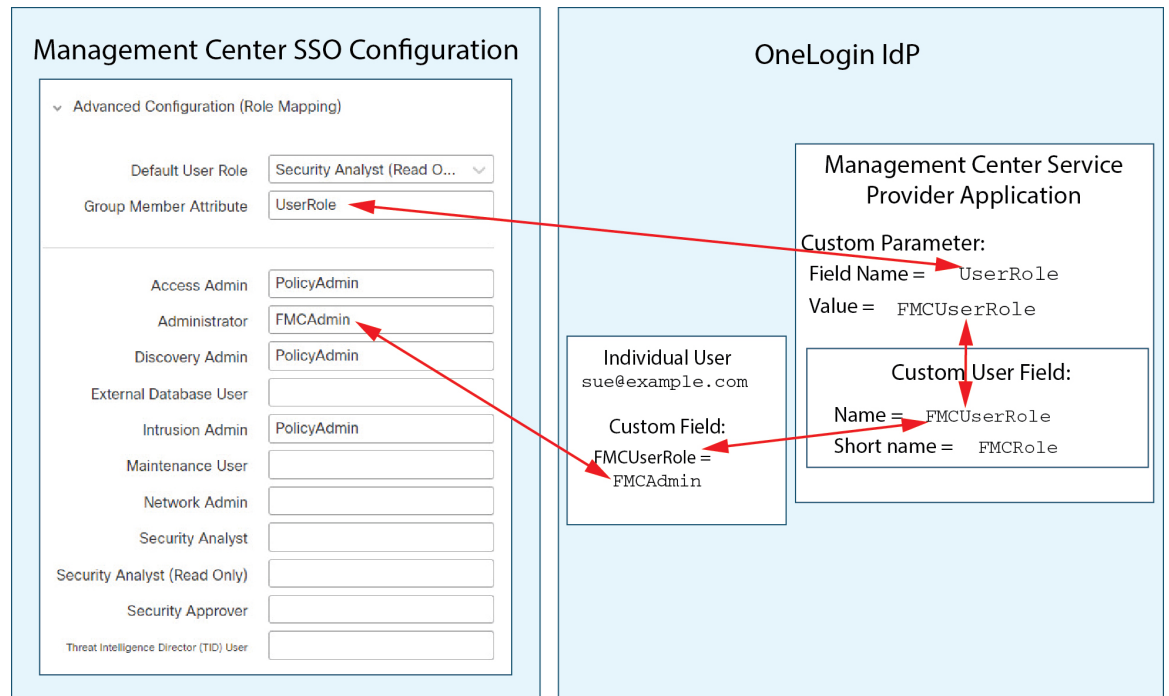 Management Center SSO Configuration
Advanced Configuration (Role Mapping)
Default User Role
Security Analyst (Read O...
Group Member Attribute
UserRole
Access Admin
PolicyAdmin
Administrator
FMCAdmin
Discovery Admin
PolicyAdmin
External Database User
Intrusion Admin
PolicyAdmin
Maintenance User
Network Admin
Security Analyst
Security Analyst (Read Only)
Security Approver
Threat Intelligence Director (TID) User
OneLogin IdP
Individual User
sue@example.com
Custom Field:
FMCUserRole =
FMCAdmin
Management Center Service
Provider Application
Custom Parameter:
Field Name = UserRole
Value = FMCUserRole
Custom User Field:
Name = FMCUserRole
Short name = FMCRole